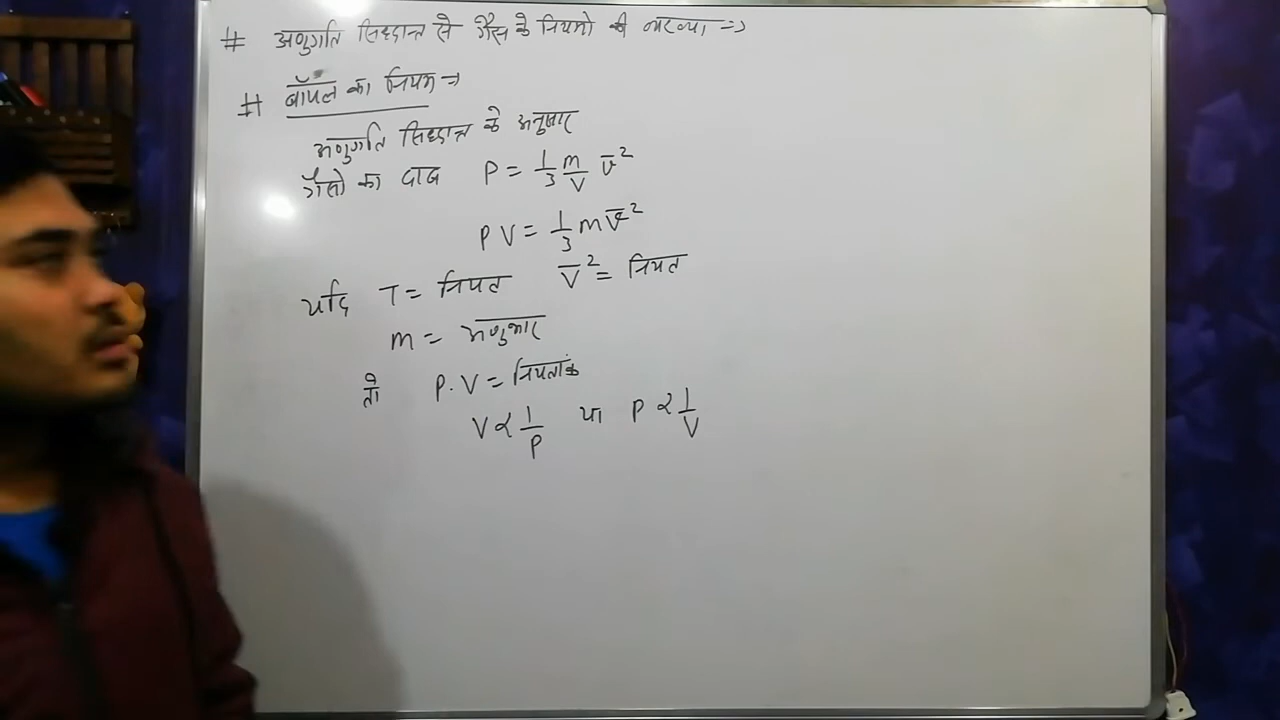 # अणुगति सिद्धान्त से गैस के नियमो की व्याख्या ⇒
# बॉयल का नियम ⇒
अणुगति सिद्धान्त के अनुसार
गैसो का दाब P = 1/3 m/V v̅²
PV = 1/3 m v̅²
यदि T = नियत V̅² = नियत
m = अणुभार
तो P.V = नियतांक
V ∝ 1/P या P ∝ 1/V